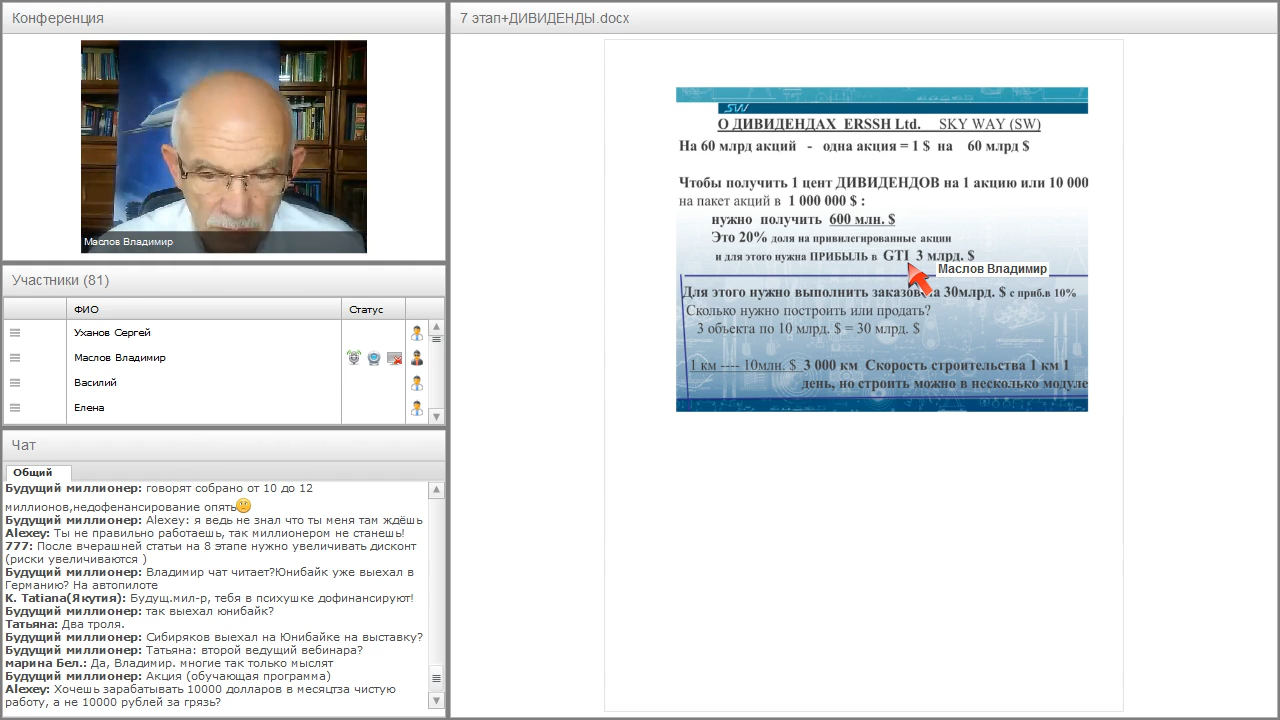 Конференция
Маслов Владимир
Участники (81)
ФИО Статус
Уханов Сергей
Маслов Владимир
Василий
Елена
Чат
Общий
Будущий миллионер: говорят собрано от 10 до 12
миллионов,недофенансирование опять
Будущий миллионер: Alexey: я ведь не знал что ты меня там ждёшь
Alexey: Ты не правильно работаешь, так миллионером не станешь!
777: После вчерашней статьи на 8 этапе нужно увеличивать дисконт
(риски увеличиваются )
Будущий миллионер: Владимир чат читает?Юнибайк уже выехал в
Германию? На автопилоте
K. Tatiana(Якутия): Будущ.мил-р, тебя в психушке дофинансируют!
Будущий миллионер: так выехал юнибайк?
Татьяна: Два троля.
Будущий миллионер: Сибиряков выехал на Юнибайке на выставку?
Будущий миллионер: Татьяна: второй ведущий вебинара?
марина Бел.: Да, Владимир. многие так только мыслят
Будущий миллионер: Акция (обучающая программа)
Alexey: Хочешь зарабатывать 10000 долларов в месяцтза чистую
работу, а не 10000 рублей за грязь?
7 этап+ДИВИДЕНДЫ.docx
SW
О ДИВИДЕНДАХ ERSSH Ltd. SKY WAY (SW)
На 60 млрд акций - одна акция = 1 $ на 60 млрд $
Чтобы получить 1 цент ДИВИДЕНДОВ на 1 акцию или 10 000
на пакет акций в 1 000 000 $ :
нужно получить 600 млн. $
Это 20% доля на привилегированные акции
и для этого нужна ПРИБЫЛЬ в GTI 3 млрд. $
Маслов Владимир
Для этого нужно выполнить заказов на 30млрд. $ с приб.в 10%
Сколько нужно построить или продать?
3 объекта по 10 млрд. $ = 30 млрд. $
1 км ---- 10млн. $ 3 000 км Скорость строительства 1 км 1
день, но строить можно в несколько модуле